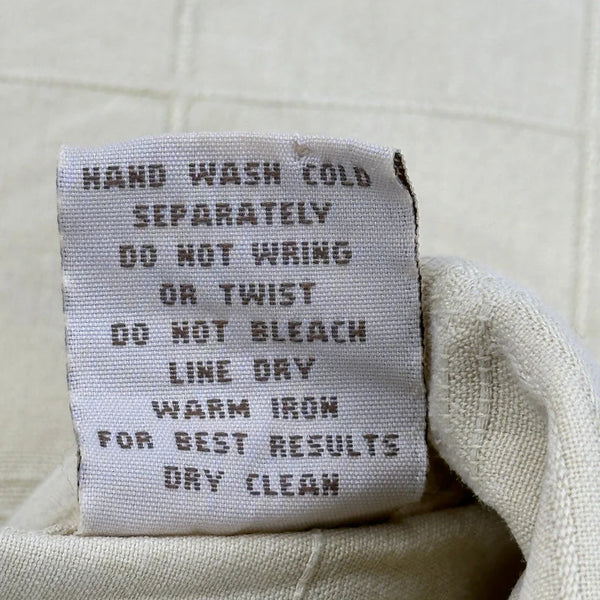 HAND WASH COLD
SEPARATELY
DO NOT WRING
OR TWIST
DO NOT BLEACH
LINE DRY
WARM IRON
FOR BEST RESULTS
DRY CLEAN